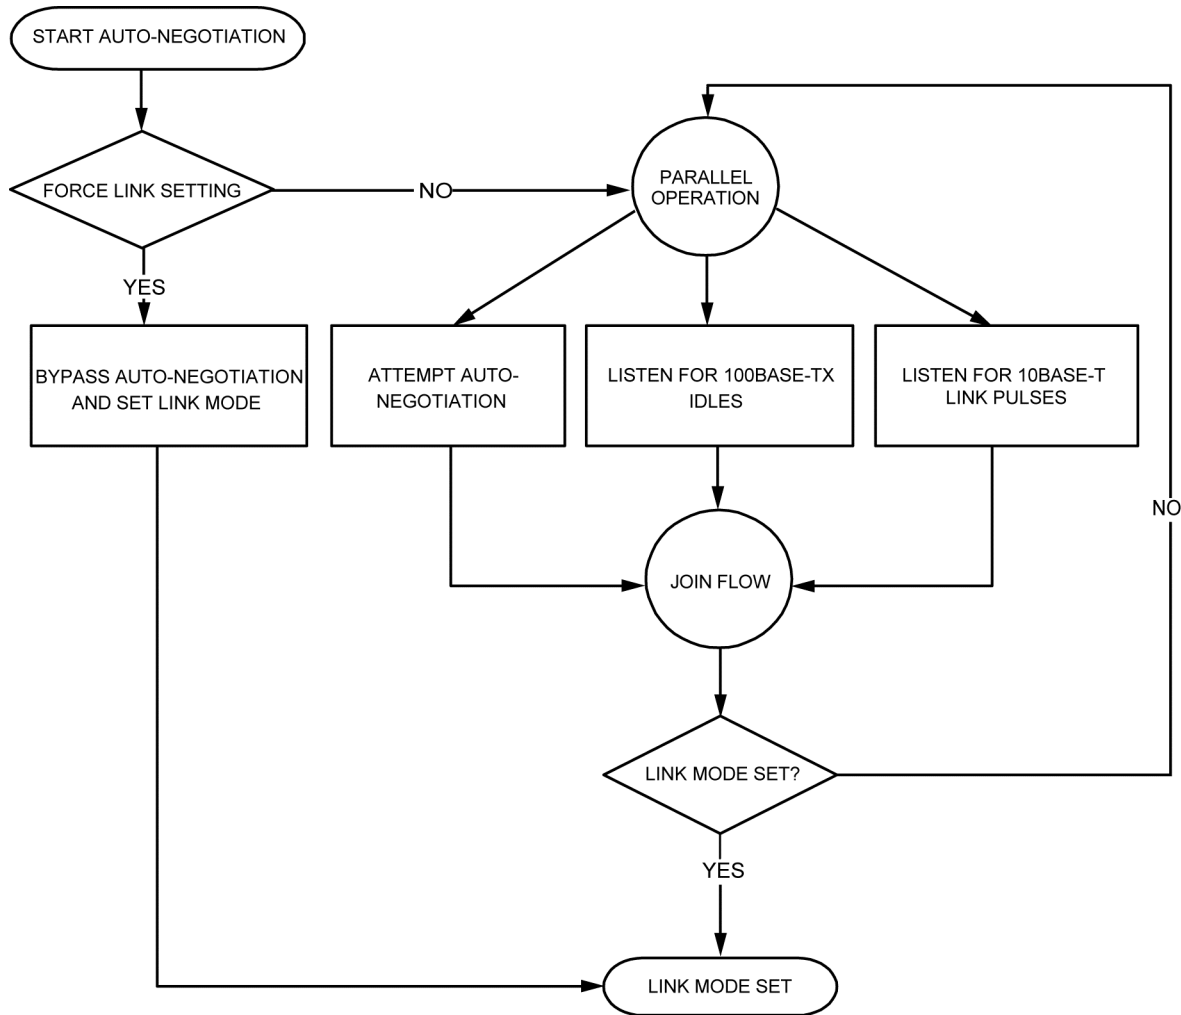 START AUTO-NEGOTIATION
FORCE LINK SETTING
NO
PARALLEL
OPERATION
YES
BYPASS AUTO-NEGOTIATION
AND SET LINK MODE
ATTEMPT AUTO-
NEGOTIATION
LISTEN FOR 100BASE-TX
IDLES
LISTEN FOR 10BASE-T
LINK PULSES
NO
JOIN FLOW
LINK MODE SET?
YES
LINK MODE SET